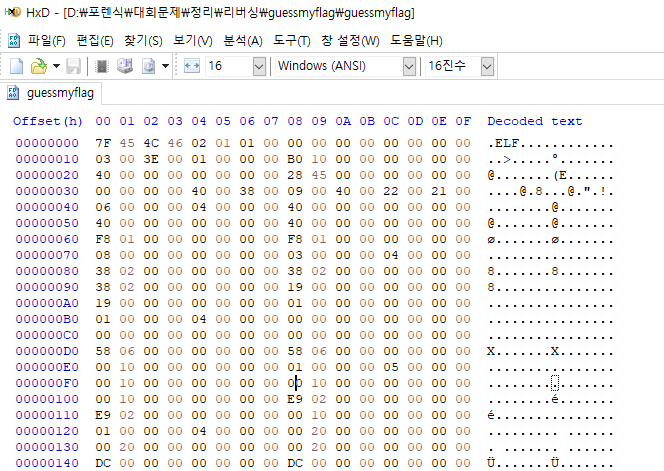 HxD - [D:₩포렌식₩대회문제₩정리₩리버싱₩guessmyflag₩guessmyflag]
파일(F) 편집(E) 찾기(S) 보기(V) 분석(A) 도구(T) 창 설정(W) 도움말(H)
16 Windows (ANSI) 16진수
guessmyflag
Offset(h) 00 01 02 03 04 05 06 07 08 09 0A 0B 0C 0D 0E 0F Decoded text
00000000 7F 45 4C 46 02 01 01 00 00 00 00 00 00 00 00 00 .ELF............
00000010 03 00 3E 00 01 00 00 00 B0 10 00 00 00 00 00 00 ..>.....°.......
00000020 40 00 00 00 00 00 00 00 28 45 00 00 00 00 00 00 @.......(E......
00000030 00 00 00 00 40 00 38 00 09 00 40 00 22 00 21 00 ....@.8...@.".!.
00000040 06 00 00 00 04 00 00 00 40 00 00 00 00 00 00 00 ........@.......
00000050 40 00 00 00 00 00 00 00 40 00 00 00 00 00 00 00 @.......@.......
00000060 F8 01 00 00 00 00 00 00 F8 01 00 00 00 00 00 00 ø.......ø.......
00000070 08 00 00 00 00 00 00 00 03 00 00 00 04 00 00 00 ................
00000080 38 02 00 00 00 00 00 00 38 02 00 00 00 00 00 00 8.......8.......
00000090 38 02 00 00 00 00 00 00 19 00 00 00 00 00 00 00 8...............
000000A0 19 00 00 00 00 00 00 00 01 00 00 00 00 00 00 00 ................
000000B0 01 00 00 00 04 00 00 00 00 00 00 00 00 00 00 00 ................
000000C0 00 00 00 00 00 00 00 00 00 00 00 00 00 00 00 00 ................
000000D0 58 06 00 00 00 00 00 00 58 06 00 00 00 00 00 00 X.......X.......
000000E0 00 10 00 00 00 00 00 00 01 00 00 00 05 00 00 00 ................
000000F0 00 10 00 00 00 00 00 00 00 10 00 00 00 00 00 00 ................
00000100 00 10 00 00 00 00 00 00 E9 02 00 00 00 00 00 00 ........é.......
00000110 E9 02 00 00 00 00 00 00 00 10 00 00 00 00 00 00 é...............
00000120 01 00 00 00 04 00 00 00 00 20 00 00 00 00 00 00 ......... ......
00000130 00 20 00 00 00 00 00 00 00 20 00 00 00 00 00 00 . ....... ......
00000140 DC 00 00 00 00 00 00 00 DC 00 00 00 00 00 00 00 Ü.......Ü.......